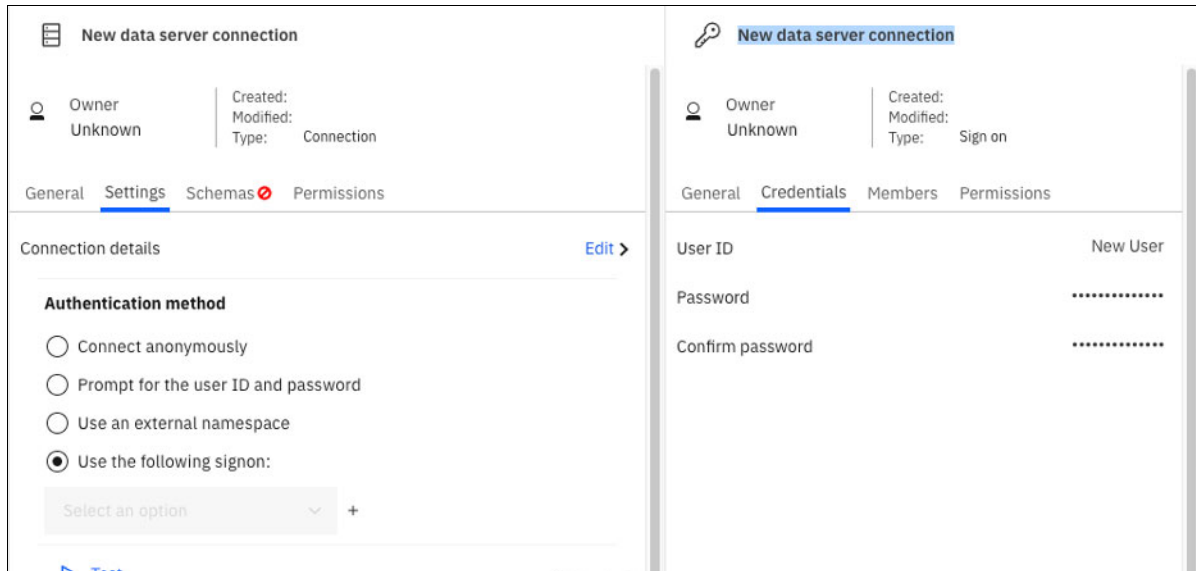 New data server connection
Owner
Unknown
Created:
Modified:
Type: Connection
General Settings Schemas Permissions
Connection details Edit
Authentication method
Connect anonymously
Prompt for the user ID and password
Use an external namespace
Use the following signon:
Select an option +
Test
New data server connection
Owner
Unknown
Created:
Modified:
Type: Sign on
General Credentials Members Permissions
User ID New User
Password ••••••••••••••
Confirm password ••••••••••••••